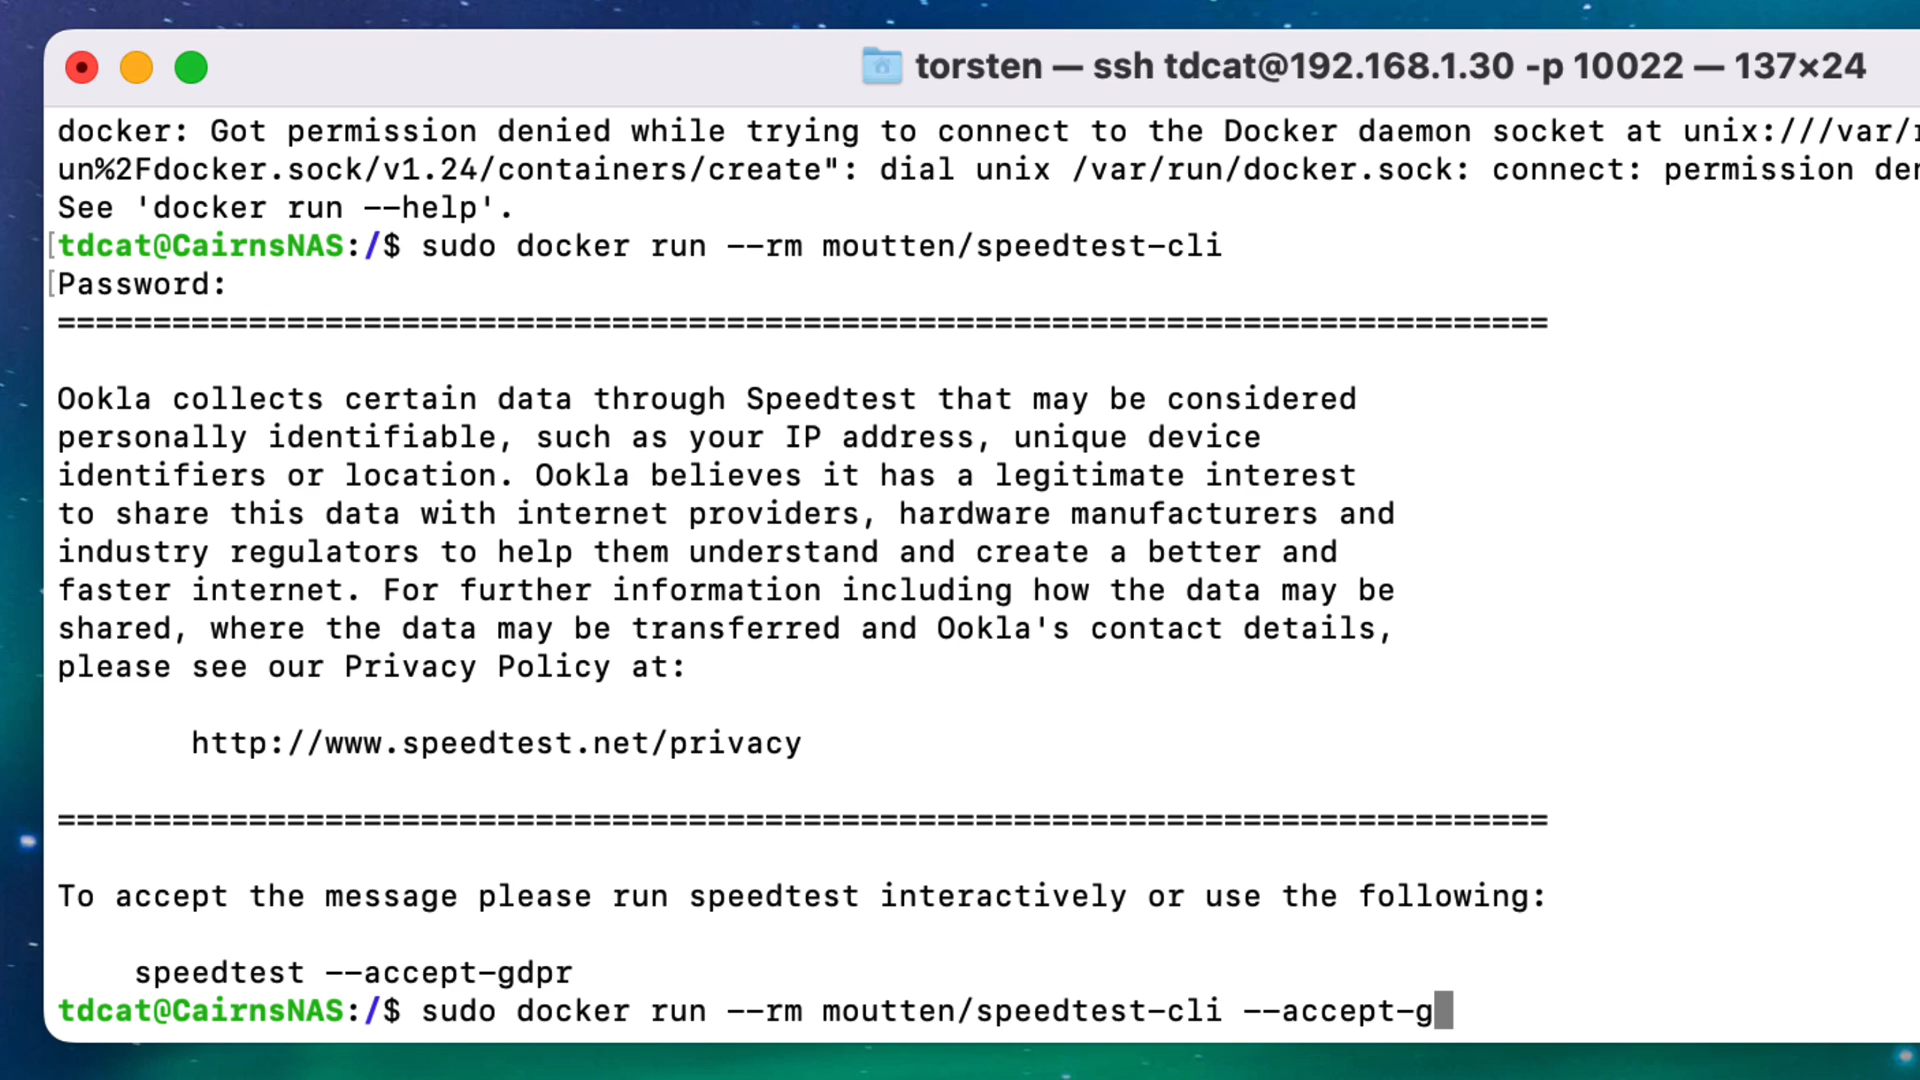 torsten — ssh tdcat@192.168.1.30 -p 10022 — 137×24
docker: Got permission denied while trying to connect to the Docker daemon socket at unix:///var/
un%2Fdocker.sock/v1.24/containers/create": dial unix /var/run/docker.sock: connect: permission
See 'docker run --help'.
[tdcat@CairnsNAS:/$ sudo docker run --rm moutten/speedtest-cli
[Password:
==============================================================================
Ookla collects certain data through Speedtest that may be considered
personally identifiable, such as your IP address, unique device
identifiers or location. Ookla believes it has a legitimate interest
to share this data with internet providers, hardware manufacturers and
industry regulators to help them understand and create a better and
faster internet. For further information including how the data may be
shared, where the data may be transferred and Ookla's contact details,
please see our Privacy Policy at:
http://www.speedtest.net/privacy
==============================================================================
To accept the message please run speedtest interactively or use the following:
speedtest --accept-gdpr
tdcat@CairnsNAS:/$ sudo docker run --rm moutten/speedtest-cli --accept-g